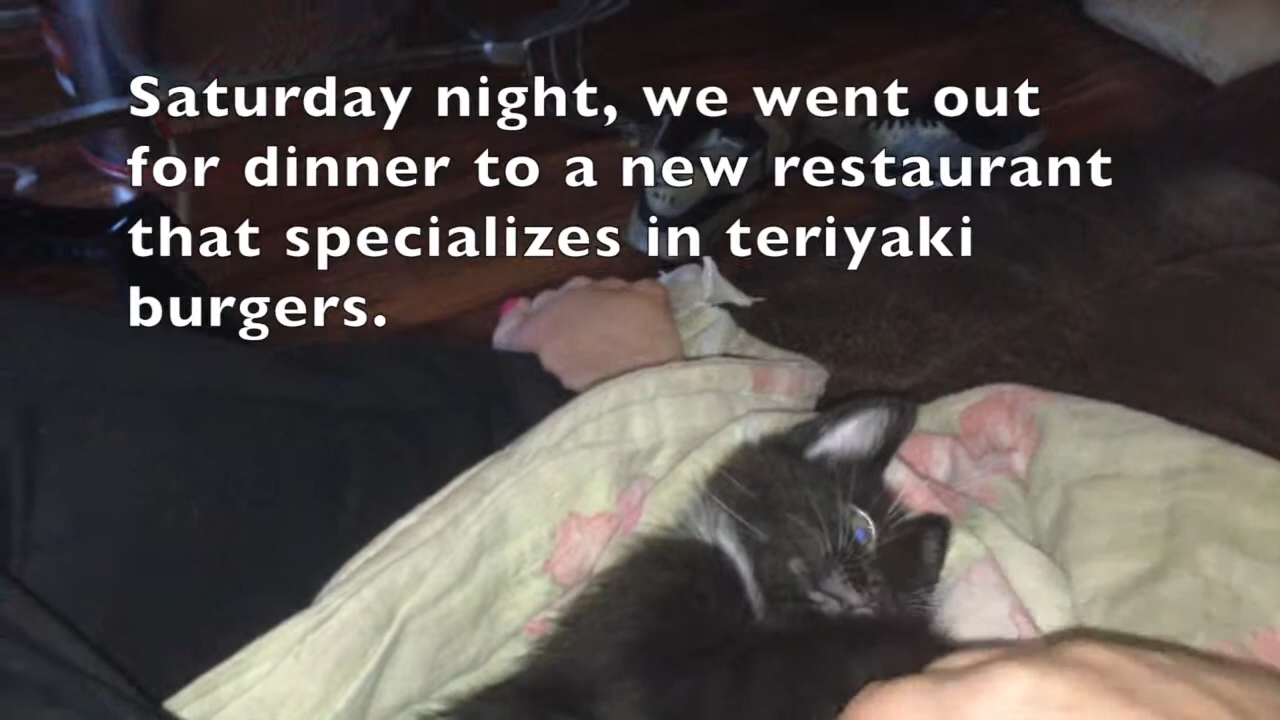 Saturday night, we went out
for dinner to a new restaurant
that specializes in teriyaki
burgers.